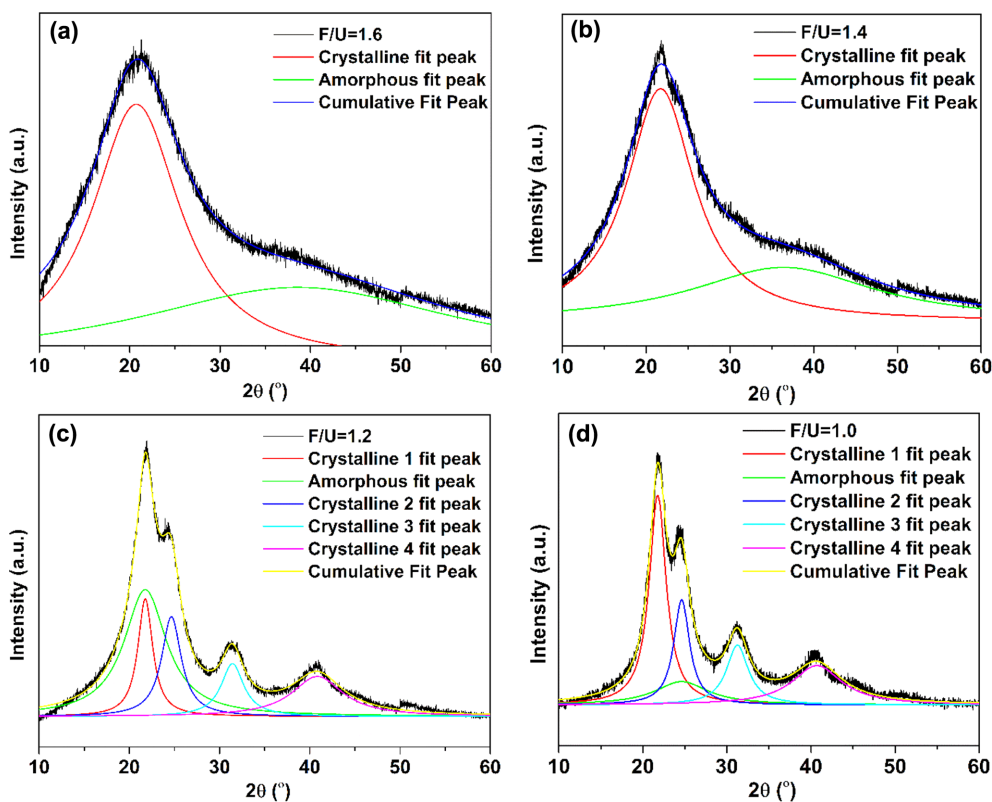 (a)
F/U=1.6
Crystalline fit peak
Amorphous fit peak
Cumulative Fit Peak
Intensity (a.u.)
10 20 30 40 50 60
2θ (°)
(b)
F/U=1.4
Crystalline fit peak
Amorphous fit peak
Cumulative Fit Peak
Intensity (a.u.)
10 20 30 40 50 60
2θ (°)
(c)
F/U=1.2
Crystalline 1 fit peak
Amorphous fit peak
Crystalline 2 fit peak
Crystalline 3 fit peak
Crystalline 4 fit peak
Cumulative Fit Peak
Intensity (a.u.)
10 20 30 40 50 60
2θ (°)
(d)
F/U=1.0
Crystalline 1 fit peak
Amorphous fit peak
Crystalline 2 fit peak
Crystalline 3 fit peak
Crystalline 4 fit peak
Cumulative Fit Peak
Intensity (a.u.)
10 20 30 40 50 60
2θ (°)